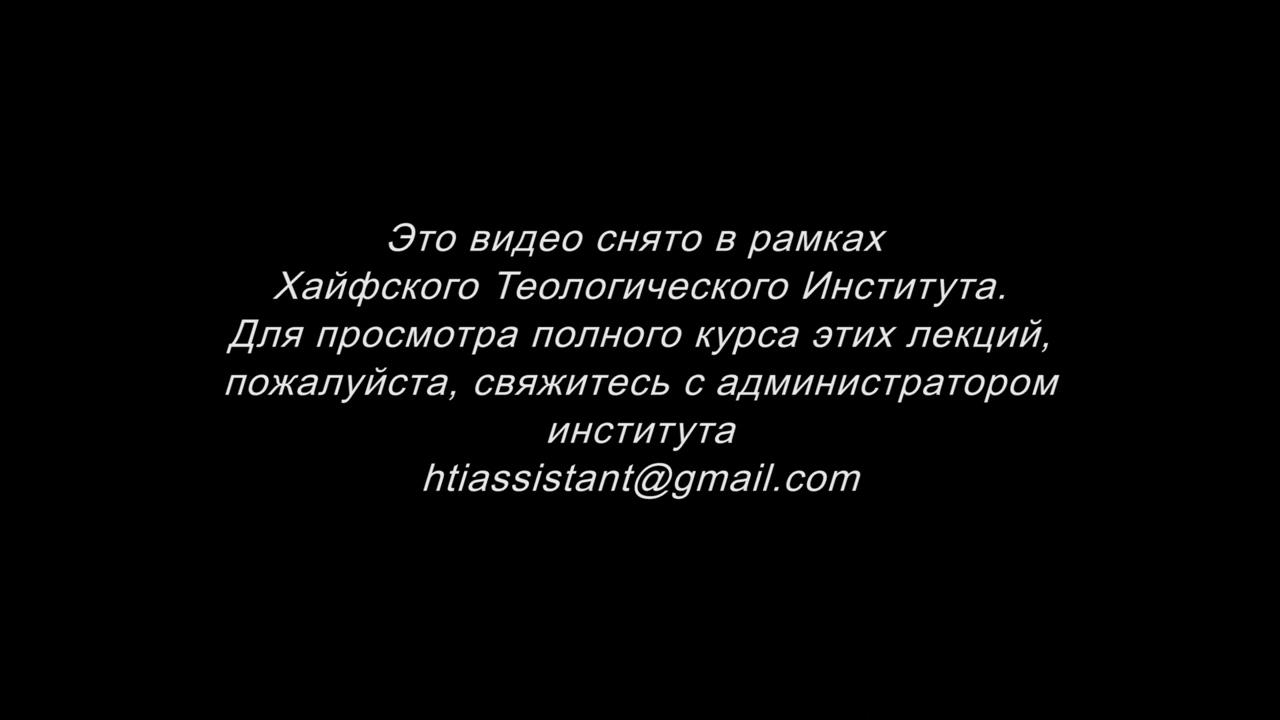 Это видео снято в рамках
Хайфского Теологического Института.
Для просмотра полного курса этих лекций,
пожалуйста, свяжитесь с администратором
института
htiassistant@gmail.com